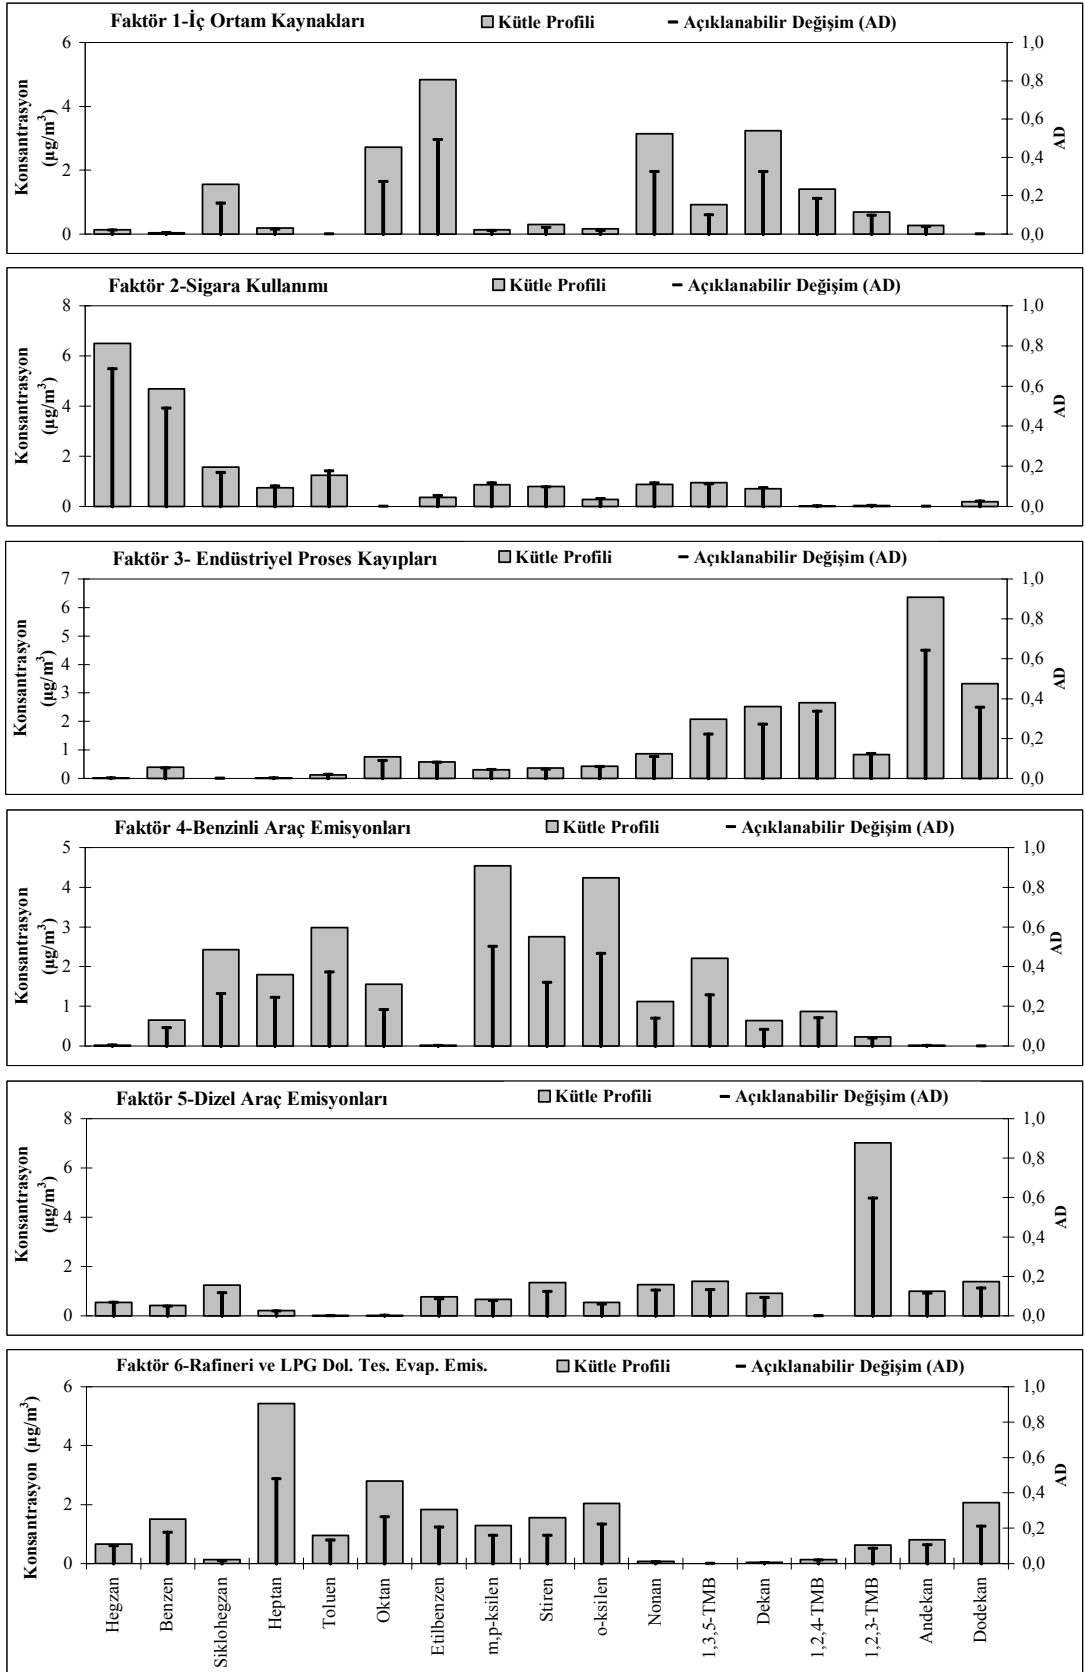 Faktör 1-İç Ortam Kaynakları Kütle Profili Açıklanabilir Değişim (AD)
Konsantrasyon (µg/m³)
6
4
2
0
1,0
0,8
0,6
0,4
0,2
0,0
AD
Faktör 2-Sigara Kullanımı Kütle Profili Açıklanabilir Değişim (AD)
Konsantrasyon (µg/m³)
8
6
4
2
0
1,0
0,8
0,6
0,4
0,2
0,0
AD
Faktör 3- Endüstriyel Proses Kayıpları Kütle Profili Açıklanabilir Değişim (AD)
Konsantrasyon (µg/m³)
7
6
5
4
3
2
1
0
1,0
0,8
0,6
0,4
0,2
0,0
AD
Faktör 4-Benzinli Araç Emisyonları Kütle Profili Açıklanabilir Değişim (AD)
Konsantrasyon (µg/m³)
5
4
3
2
1
0
1,0
0,8
0,6
0,4
0,2
0,0
AD
Faktör 5-Dizel Araç Emisyonları Kütle Profili Açıklanabilir Değişim (AD)
Konsantrasyon (µg/m³)
8
6
4
2
0
1,0
0,8
0,6
0,4
0,2
0,0
AD
Faktör 6-Rafineri ve LPG Dol. Tes. Evap. Emis. Kütle Profili Açıklanabilir Değişim (AD)
Konsantrasyon (µg/m³)
6
4
2
0
1,0
0,8
0,6
0,4
0,2
0,0
AD
Hegzan
Benzen
Siklohegzan
Heptan
Toluen
Oktan
Etilbenzen
m,p-ksilen
Stiren
o-ksilen
Nonan
1,3,5-TMB
Dekan
1,2,4-TMB
1,2,3-TMB
Andekan
Dodekan